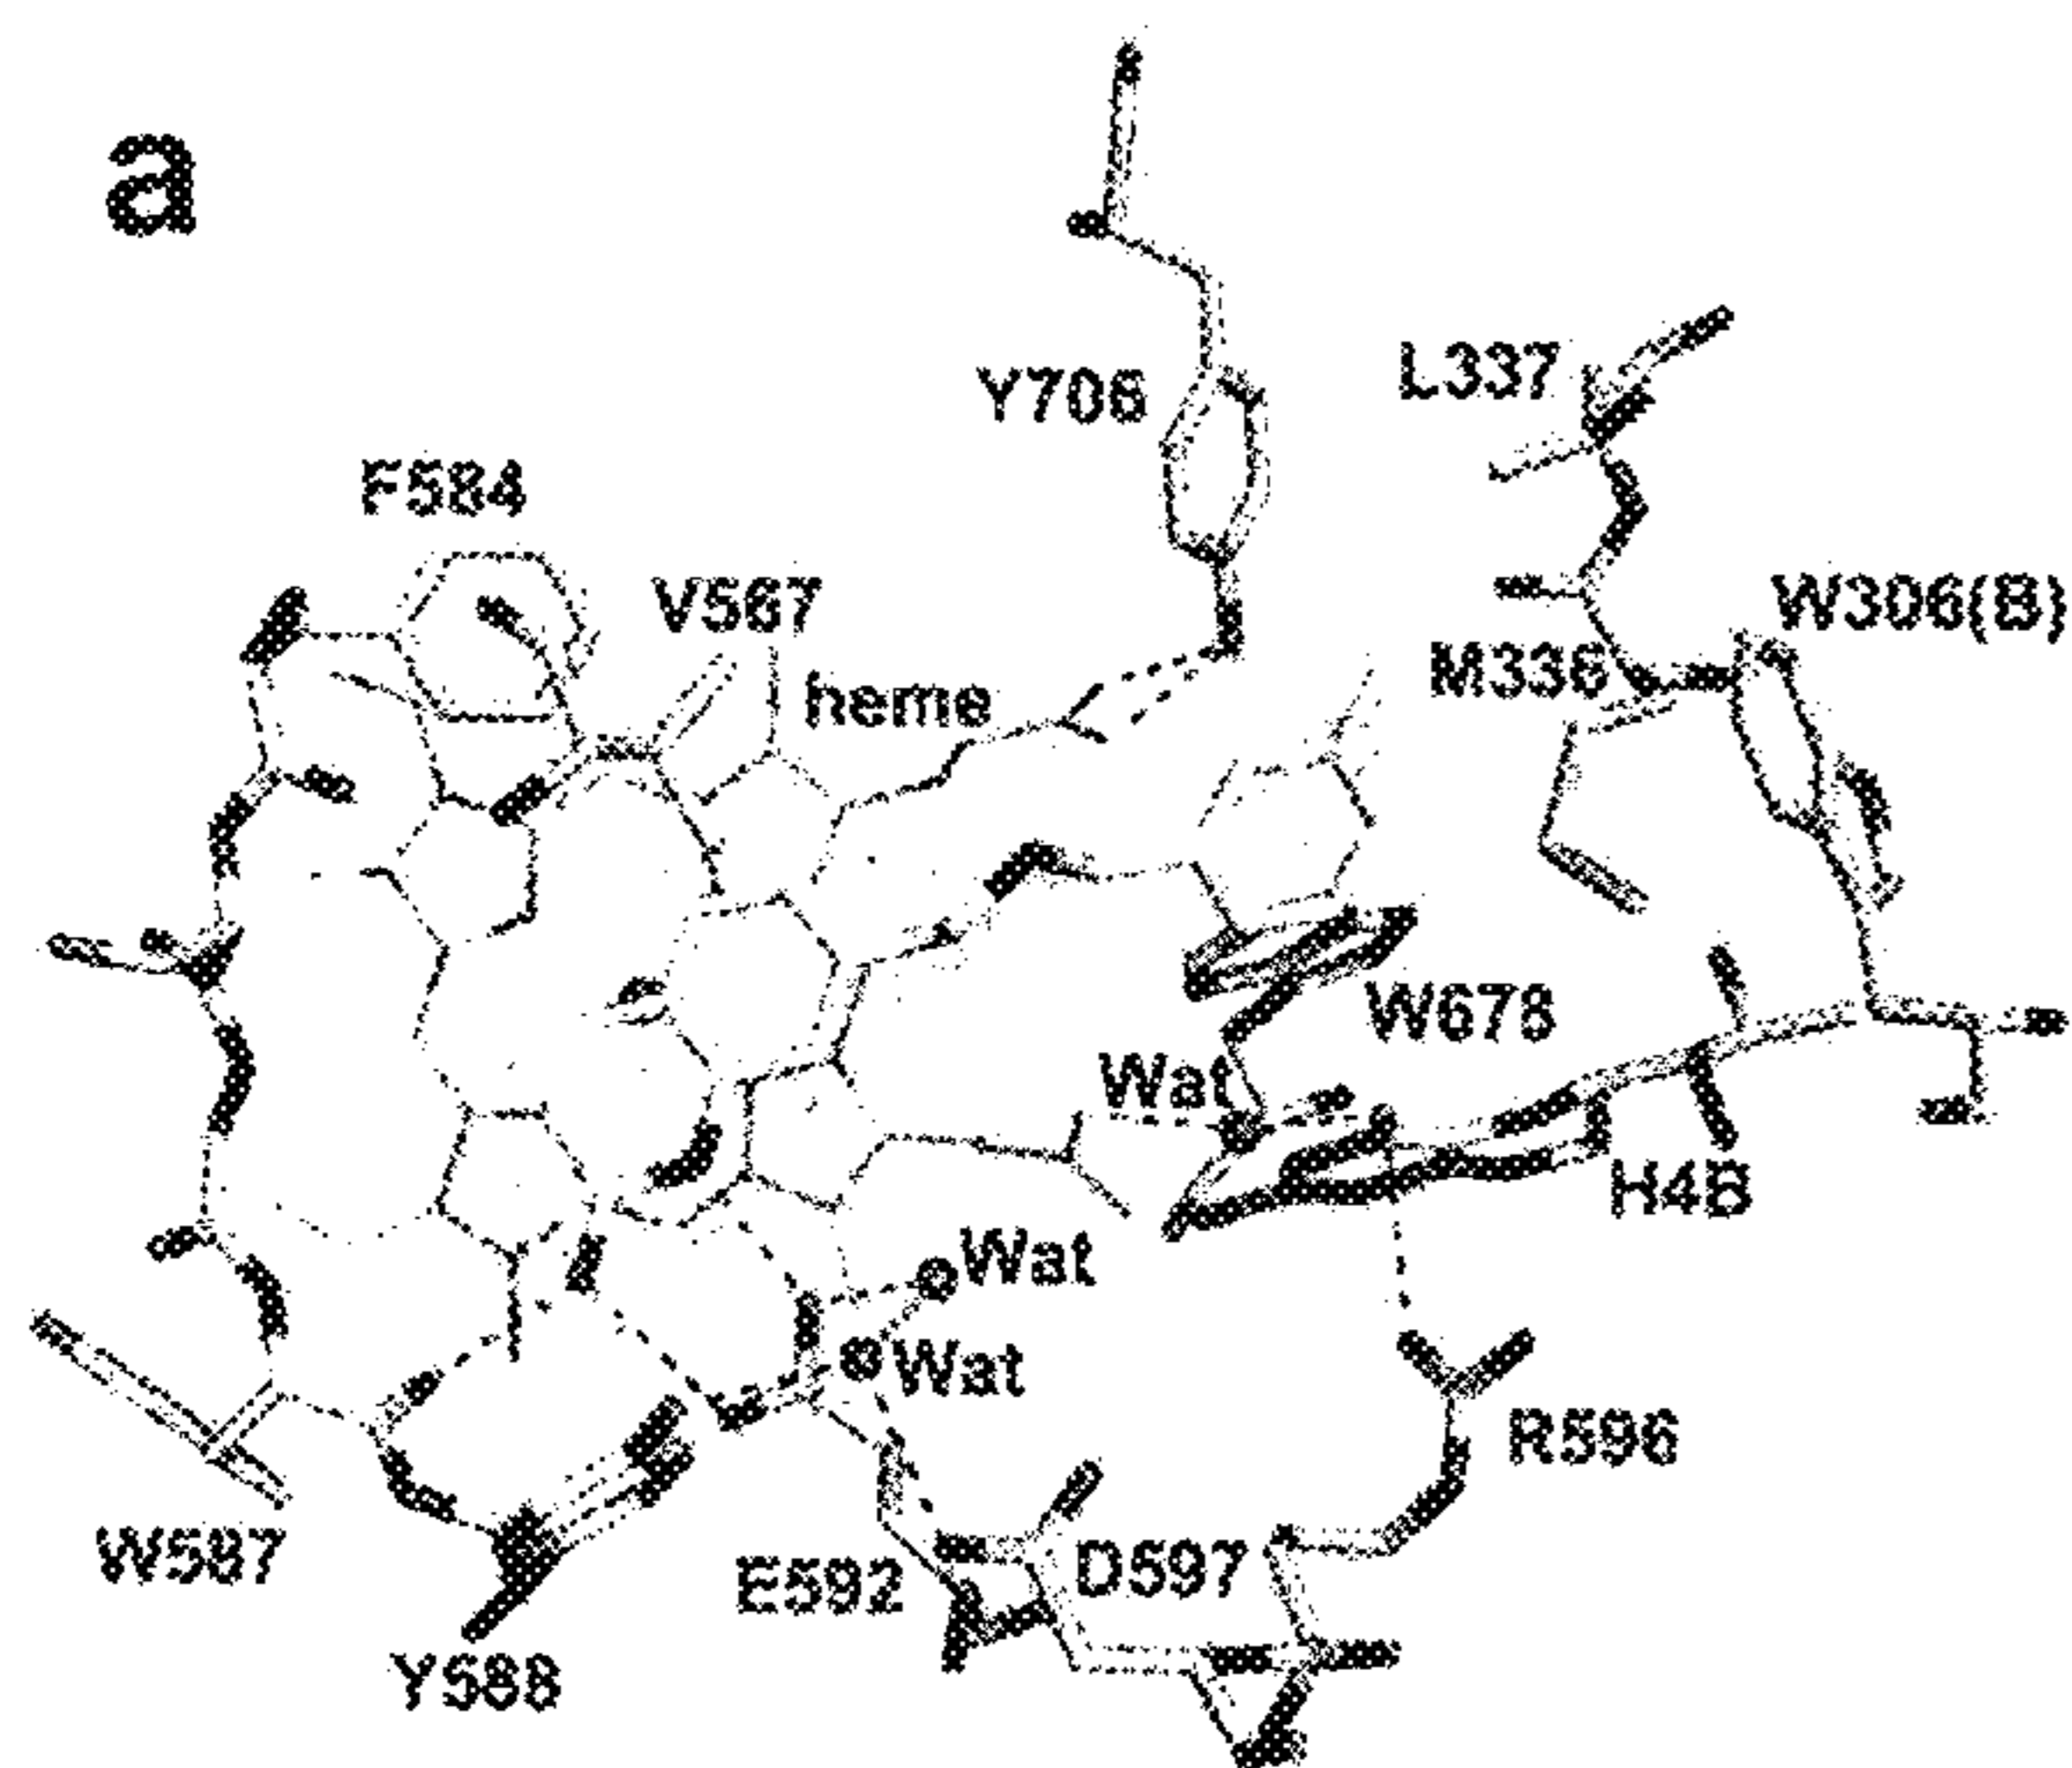 a
Y706
L337
F584
V567
W306(B)
heme
M336
W678
Wat
H4B
Wat
Wat
R596
W587
E592
D597
Y588